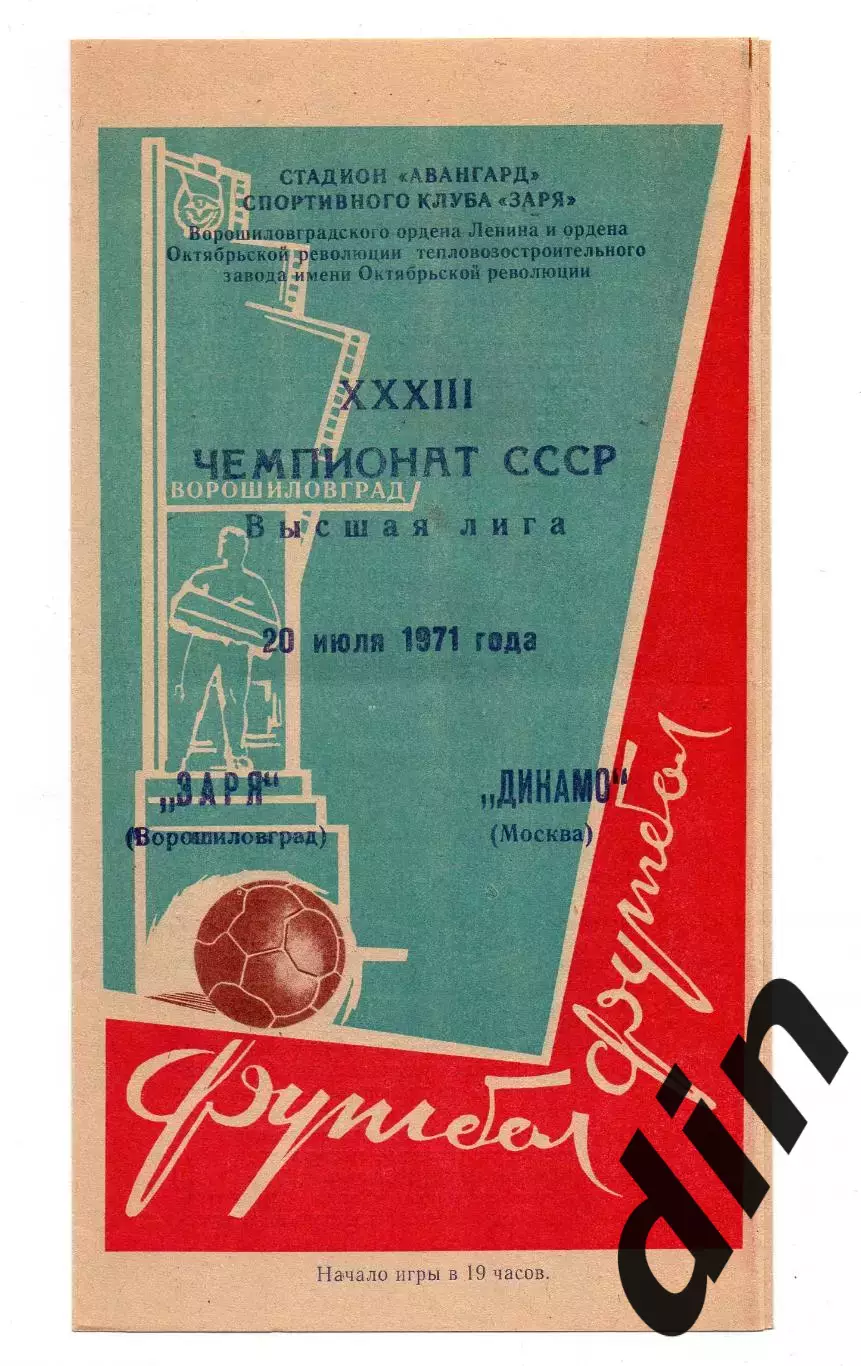 СТАДИОН «АВАНГАРД»
СПОРТИВНОГО КЛУБА «ЗАРЯ»
Ворошиловградского ордена Ленина и ордена
Октябрьской революции тепловозостроительного
завода имени Октябрьской революции
XXXIII
ЧЕМПИОНАТ СССР
ВОРОШИЛОВГРАД
Высшая лига
20 июля 1971 года
„ЗАРЯ“
„ДИНАМО“
(Ворошиловград)
(Москва)
футбол
футбол
Начало игры в 19 часов.
din